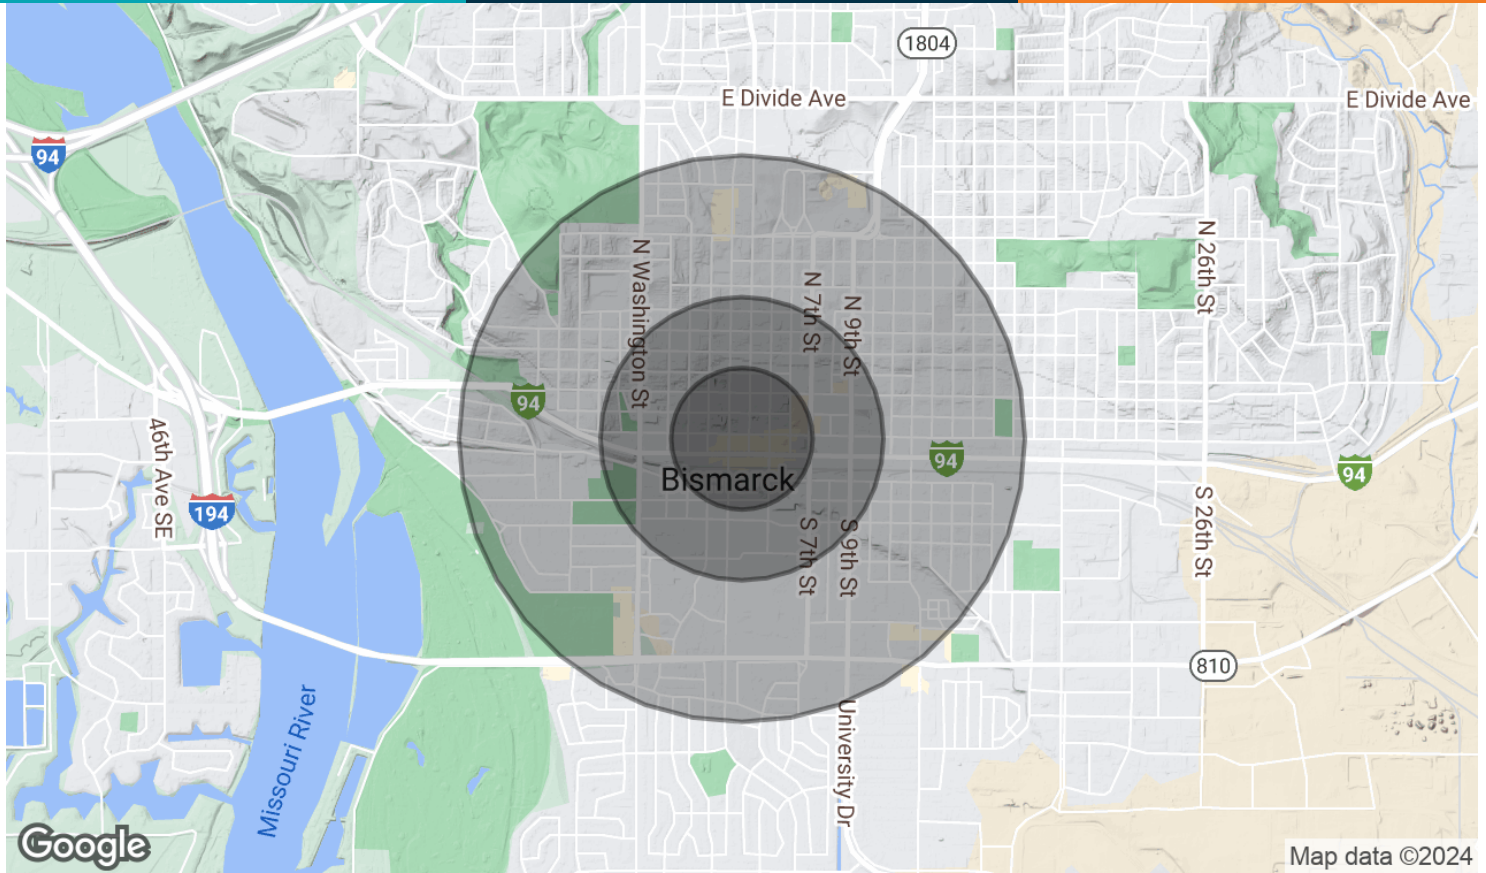 1804
E Divide Ave
E Divide Ave
94
N Washington St
N 7th St
N 9th St
N 26th St
94
46th Ave SE
194
94
94
Bismarck
S 7th St
S 9th St
S 26th St
810
Missouri River
University Dr
Google
Map data ©2024